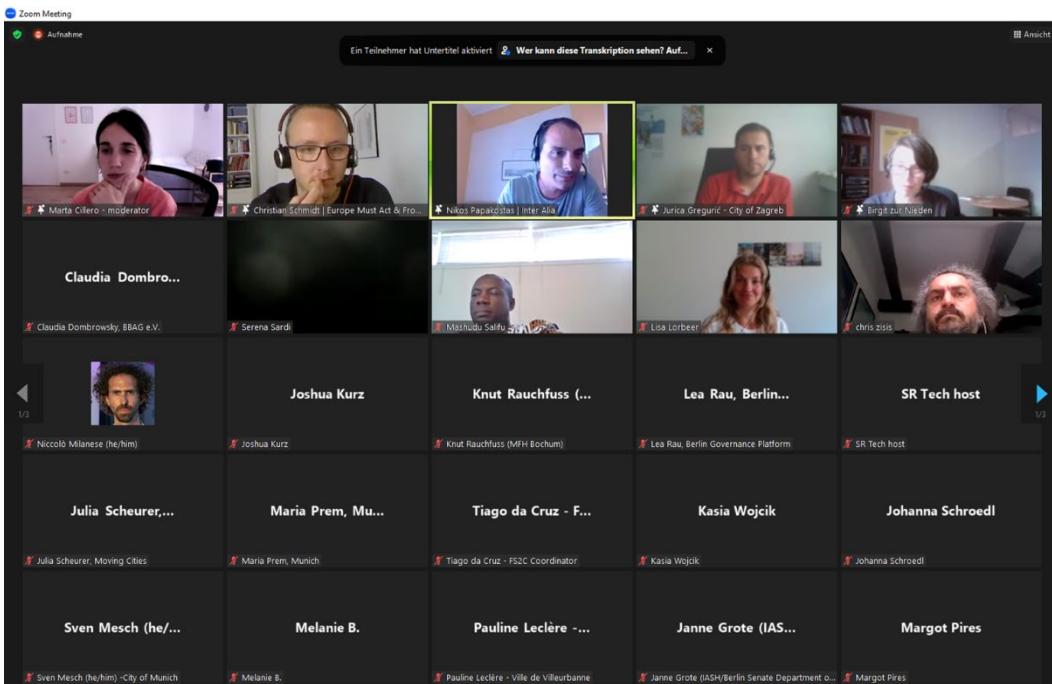 Zoom Meeting
Aufnahme
Ein Teilnehmer hat Untertitel aktiviert Wer kann diese Transkription sehen? Auf... ×
Ansicht
Marta Cillero - moderator
Christian Schmidt | Europe Must Act & Fro...
Nikos Papakostas | Inter Alia
Jurica Gregurić - City of Zagreb
Birgit zur Nieden
Claudia Dombro...
Claudia Dombrowsky, BBAG e.V.
Serena Sardi
Mashudu Salifu
Lisa Lorbeer
chris zisis
1/3
1/3
Niccolò Milanese (he/him)
Joshua Kurz
Joshua Kurz
Knut Rauchfuss (...
Knut Rauchfuss (MFH Bochum)
Lea Rau, Berlin...
Lea Rau, Berlin Governance Platform
SR Tech host
SR Tech host
Julia Scheurer,...
Julia Scheurer, Moving Cities
Maria Prem, Mu...
Maria Prem, Munich
Tiago da Cruz - F...
Tiago da Cruz - FS2C Coordinator
Kasia Wojcik
Kasia Wojcik
Johanna Schroedl
Johanna Schroedl
Sven Mesch (he/...
Sven Mesch (he/him) -City of Munich
Melanie B.
Melanie B.
Pauline Leclère -...
Pauline Leclère - Ville de Villeurbanne
Janne Grote (IAS...
Janne Grote (IASH/Berlin Senate Department o...
Margot Pires
Margot Pires